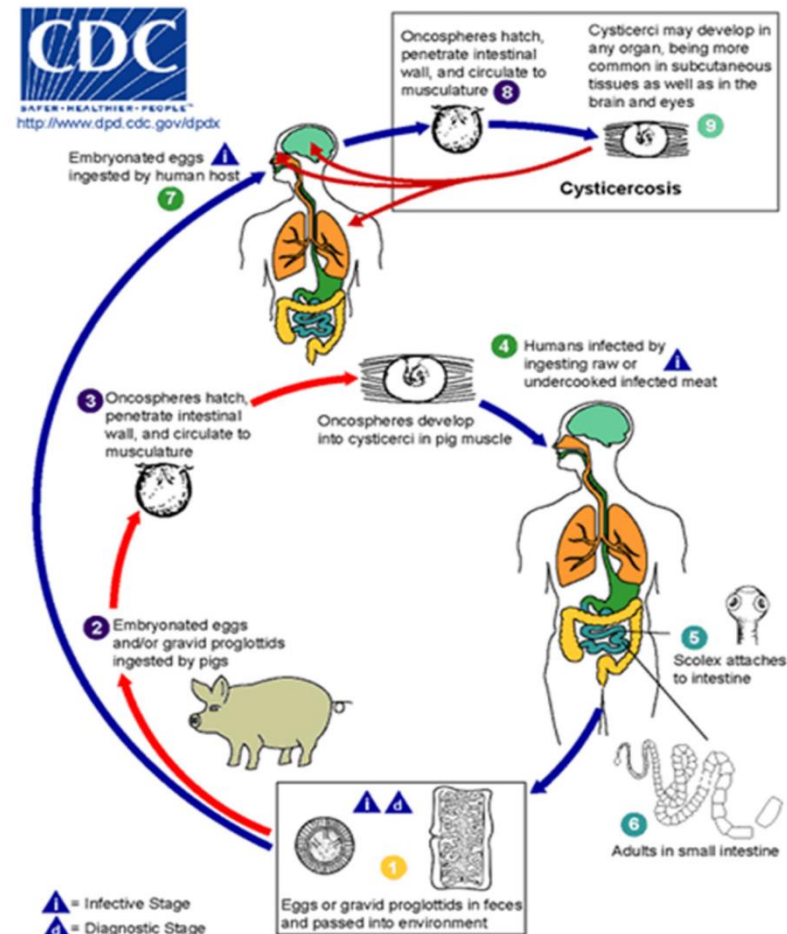 CDC
SAFER•HEALTHIER•PEOPLE™
http://www.dpd.cdc.gov/dpdx
Oncospheres hatch,
penetrate intestinal
wall, and circulate to
musculature 8
Cysticerci may develop in
any organ, being more
common in subcutaneous
tissues as well as in the
brain and eyes
9
Cysticercosis
Embryonated eggs i
ingested by human host
7
4 Humans infected by
ingesting raw or i
undercooked infected meat
3 Oncospheres hatch,
penetrate intestinal
wall, and circulate to
musculature
Oncospheres develop
into cysticerci in pig muscle
2 Embryonated eggs
and/or gravid proglottids
ingested by pigs
5
Scolex attaches
to intestine
6
Adults in small intestine
i d
1
Eggs or gravid proglottids in feces
and passed into environment
i = Infective Stage
d = Diagnostic Stage